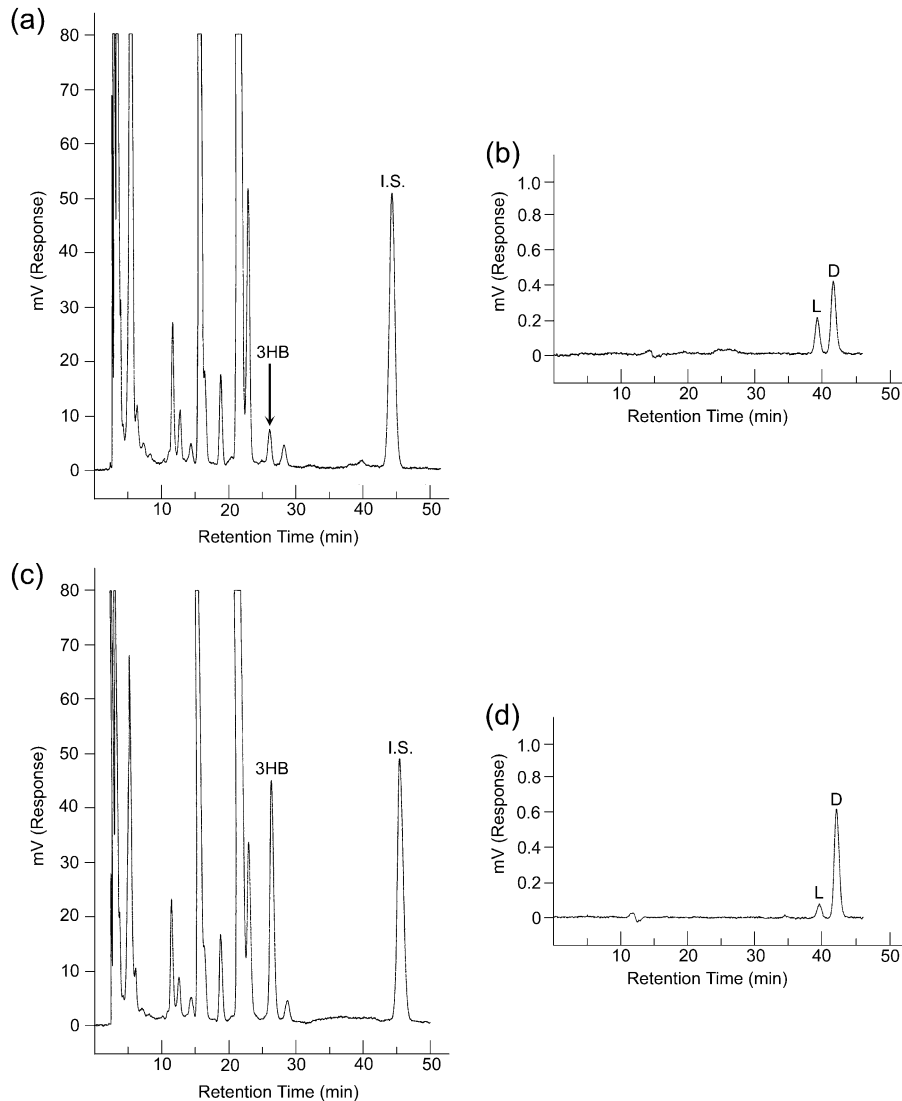 (a)
80
70
60
50
40
30
20
10
0
mV (Response)
3HB
I.S.
10 20 30 40 50
Retention Time (min)
(b)
1.0
0.8
0.6
0.4
0.2
0
mV (Response)
L
D
10 20 30 40 50
Retention Time (min)
(c)
80
70
60
50
40
30
20
10
0
mV (Response)
3HB
I.S.
10 20 30 40 50
Retention Time (min)
(d)
1.0
0.8
0.6
0.4
0.2
0
mV (Response)
L
D
10 20 30 40 50
Retention Time (min)